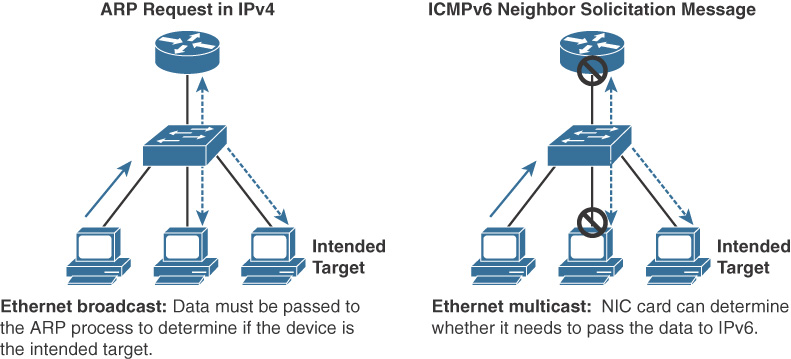 ARP Request in IPv4
Intended
Target
Ethernet broadcast: Data must be passed to
the ARP process to determine if the device is
the intended target.
ICMPv6 Neighbor Solicitation Message
Intended
Target
Ethernet multicast: NIC card can determine
whether it needs to pass the data to IPv6.